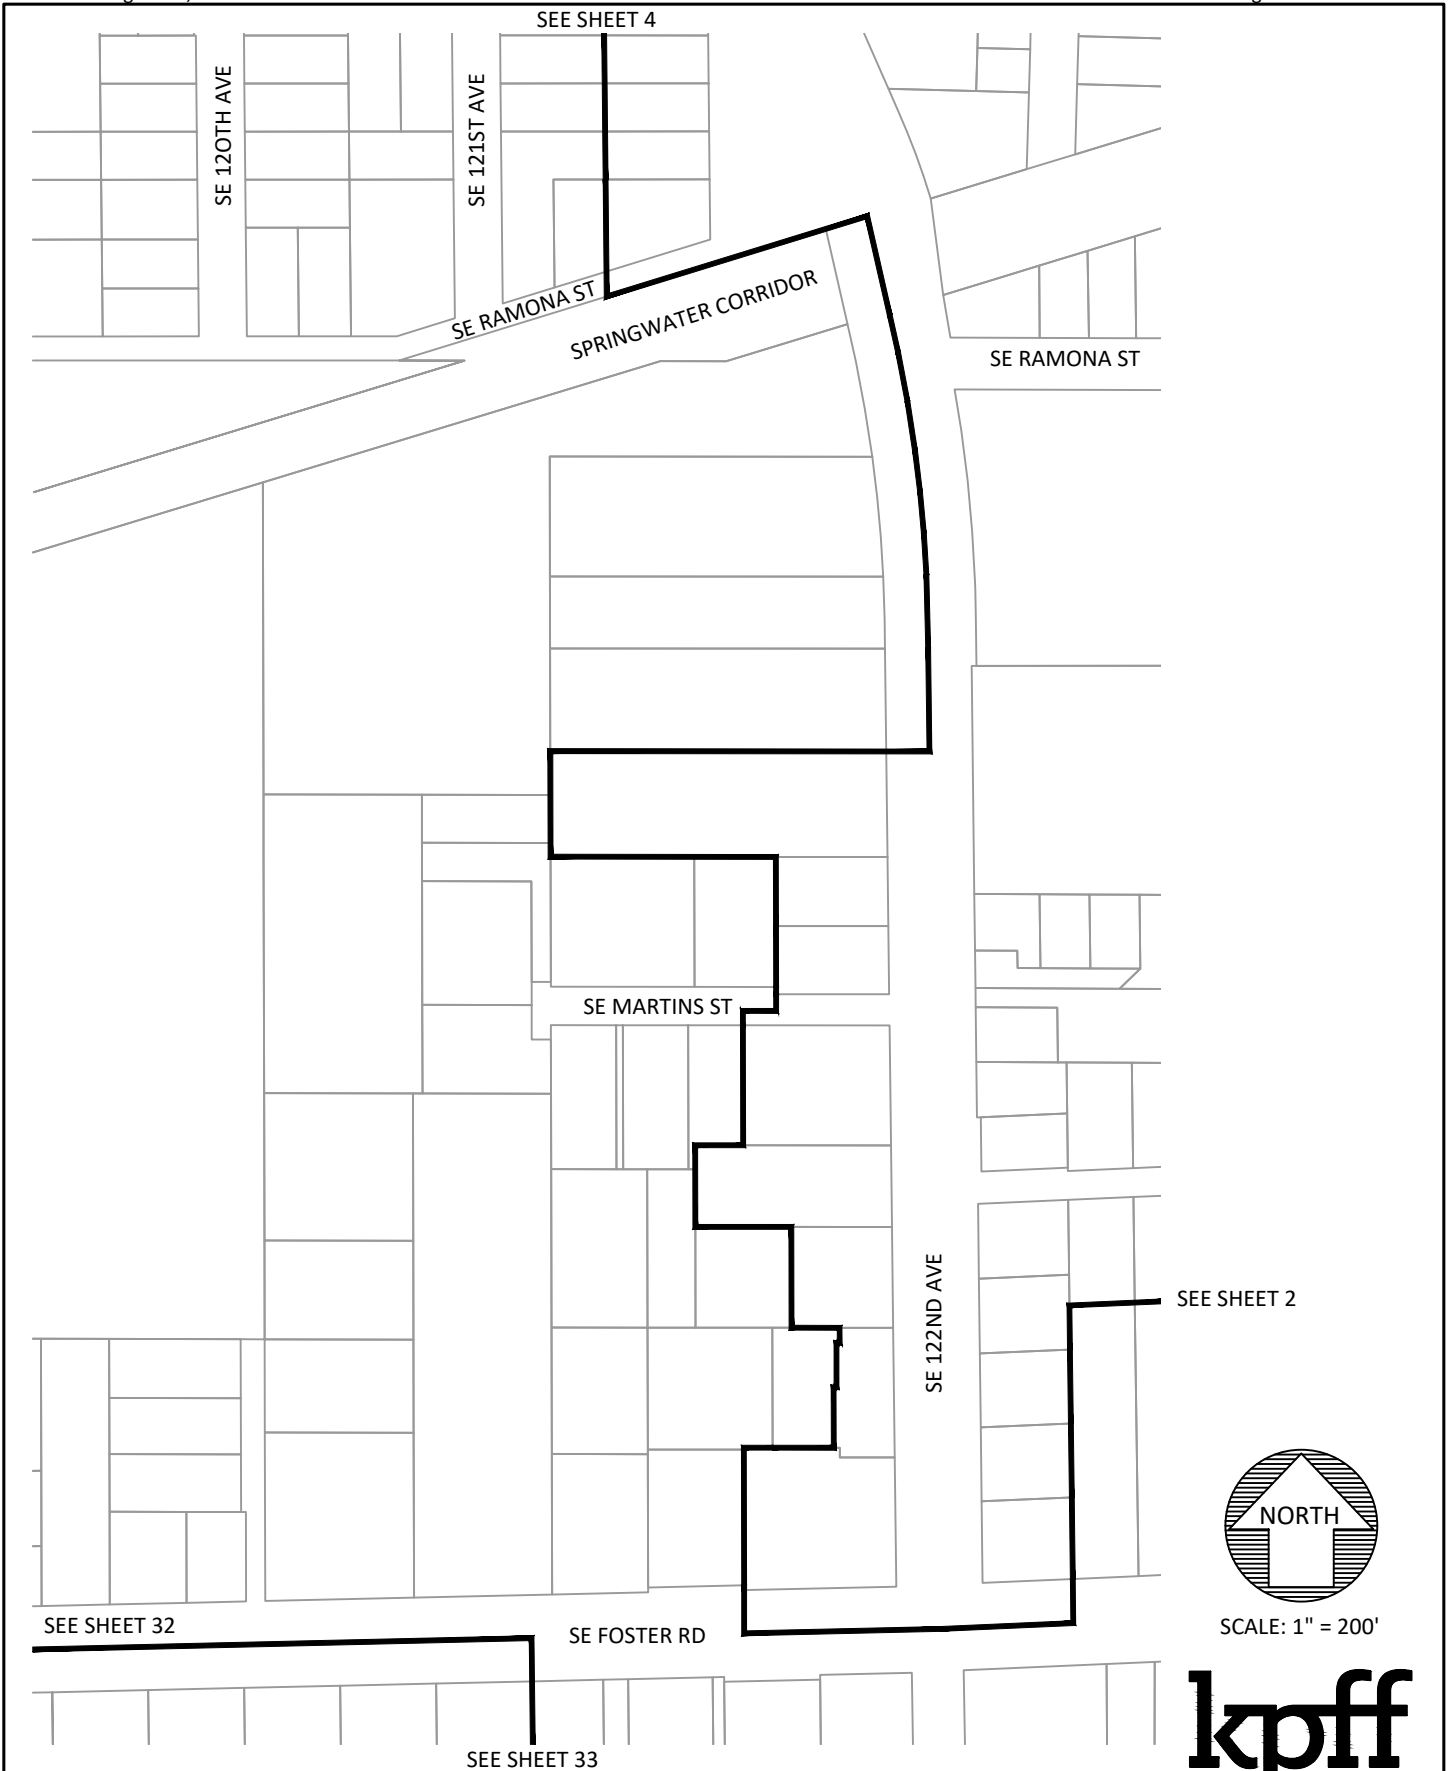 SEE SHEET 4
SE 120TH AVE
SE 121ST AVE
SE RAMONA ST
SPRINGWATER CORRIDOR
SE RAMONA ST
SE MARTINS ST
SE 122ND AVE
SEE SHEET 2
NORTH
SCALE: 1" = 200'
SEE SHEET 32
SE FOSTER RD
SEE SHEET 33
kpff